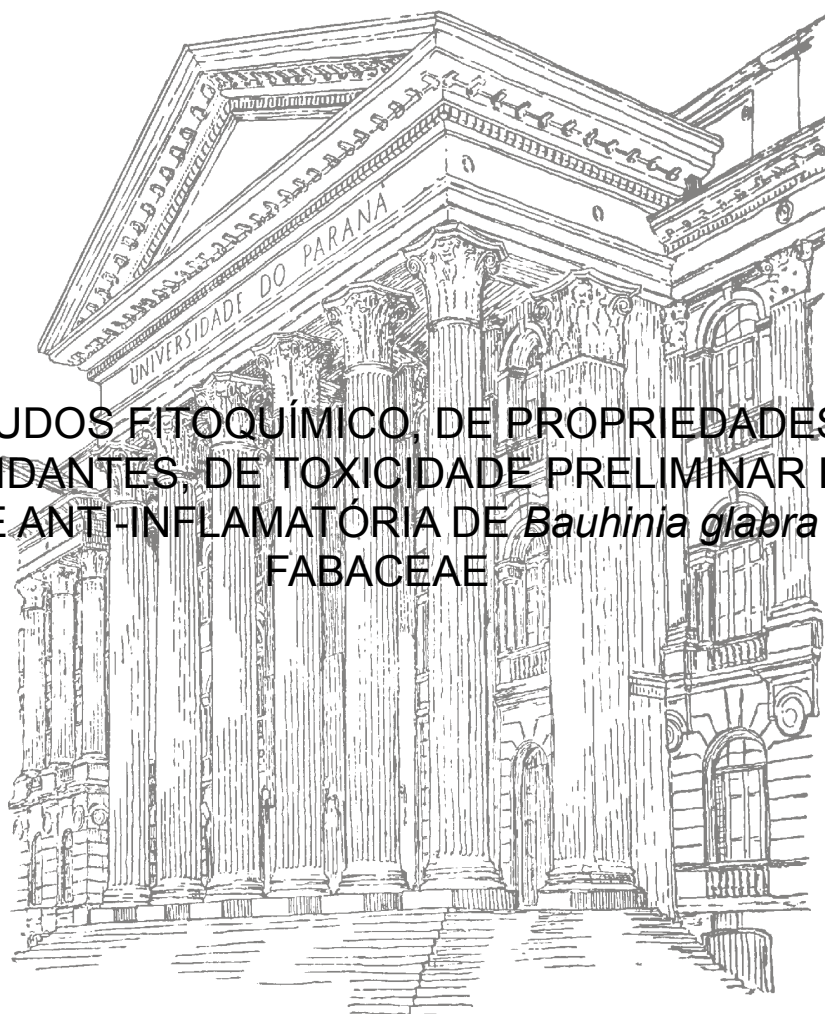 UNIVERSIDADE DO PARANÁ
UDOS FITOQUÍMICO, DE PROPRIEDADES
IDANTES, DE TOXICIDADE PRELIMINAR
E ANTI-INFLAMATÓRIA DE Bauhinia glabra
FABACEAE